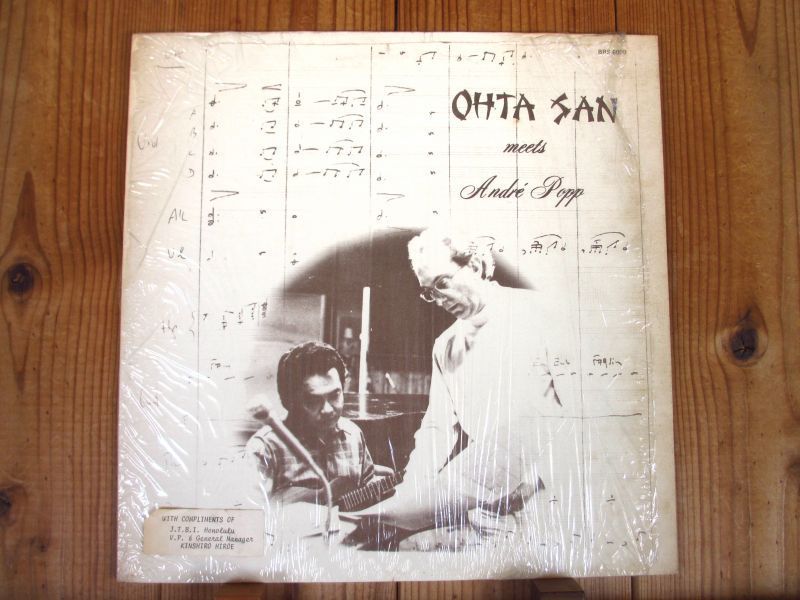 BRS 6000
OHTA SAN
meets
André Popp
A
B
C
D
WITH COMPLIMENTS OF
J.T.B.I. Honolulu
V.P. & General Manager
KINSHIRO HIROE